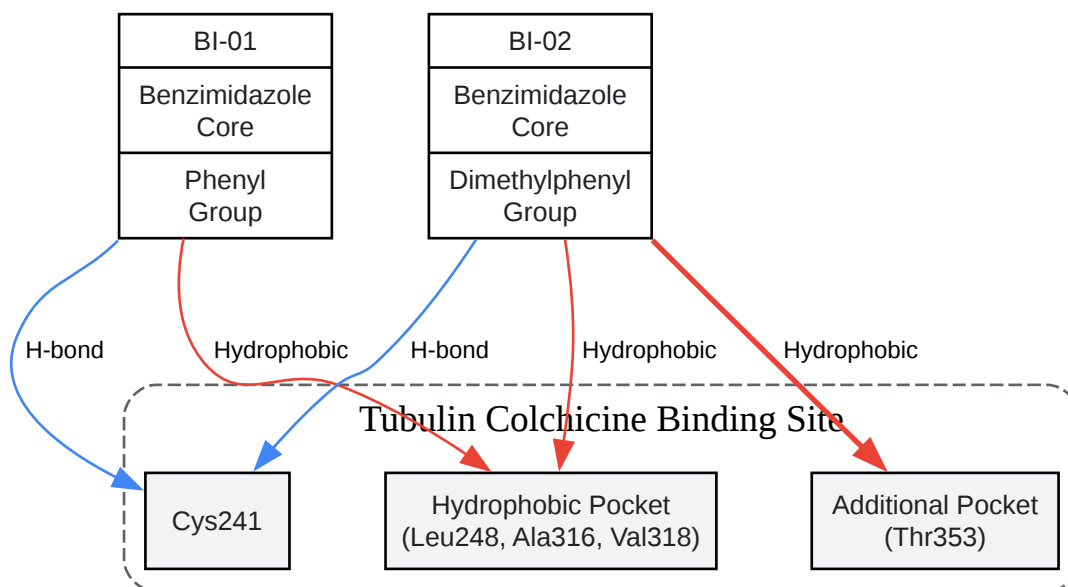 BI-01
Benzimidazole
Core
Phenyl
Group
BI-02
Benzimidazole
Core
Dimethylphenyl
Group
H-bond
Hydrophobic
H-bond
Hydrophobic
Hydrophobic
Tubulin Colchicine Binding Site
Cys241
Hydrophobic Pocket
(Leu248, Ala316, Val318)
Additional Pocket
(Thr353)